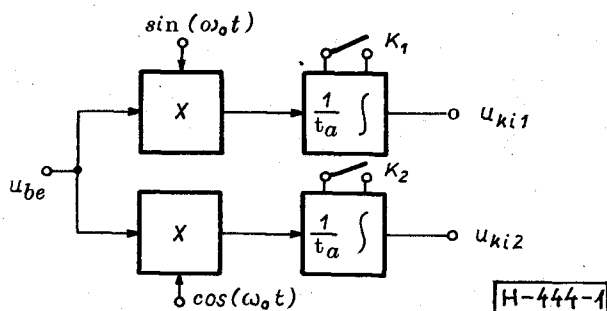 sin (ω₀t)
K₁
X
1/tₐ ∫
u_ki1
u_be
K₂
X
1/tₐ ∫
u_ki2
cos(ω₀t)
H-444-1